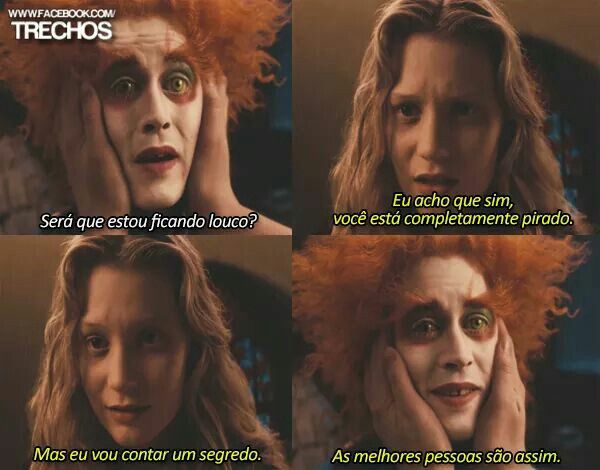 WWW.FACEBOOK.COM/
TRECHOS
Será que estou ficando louco?
Eu acho que sim,
você está completamente pirado.
Mas eu vou contar um segredo.
As melhores pessoas são assim.